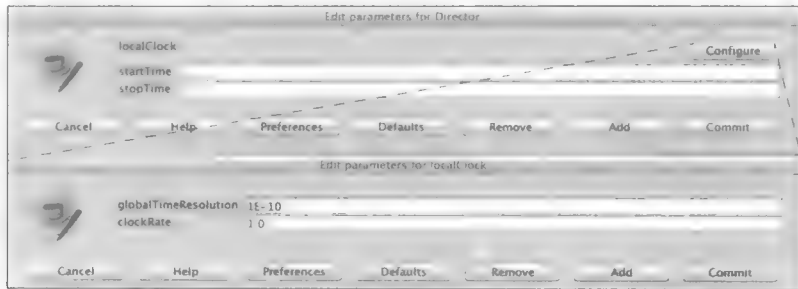 Edit parameters for Director
localClock Configure
startTime
stopTime
Cancel Help Preferences Defaults Remove Add Commit
Edit parameters for localClock
globalTimeResolution 1E-10
clockRate 1.0
Cancel Help Preferences Defaults Remove Add Commit